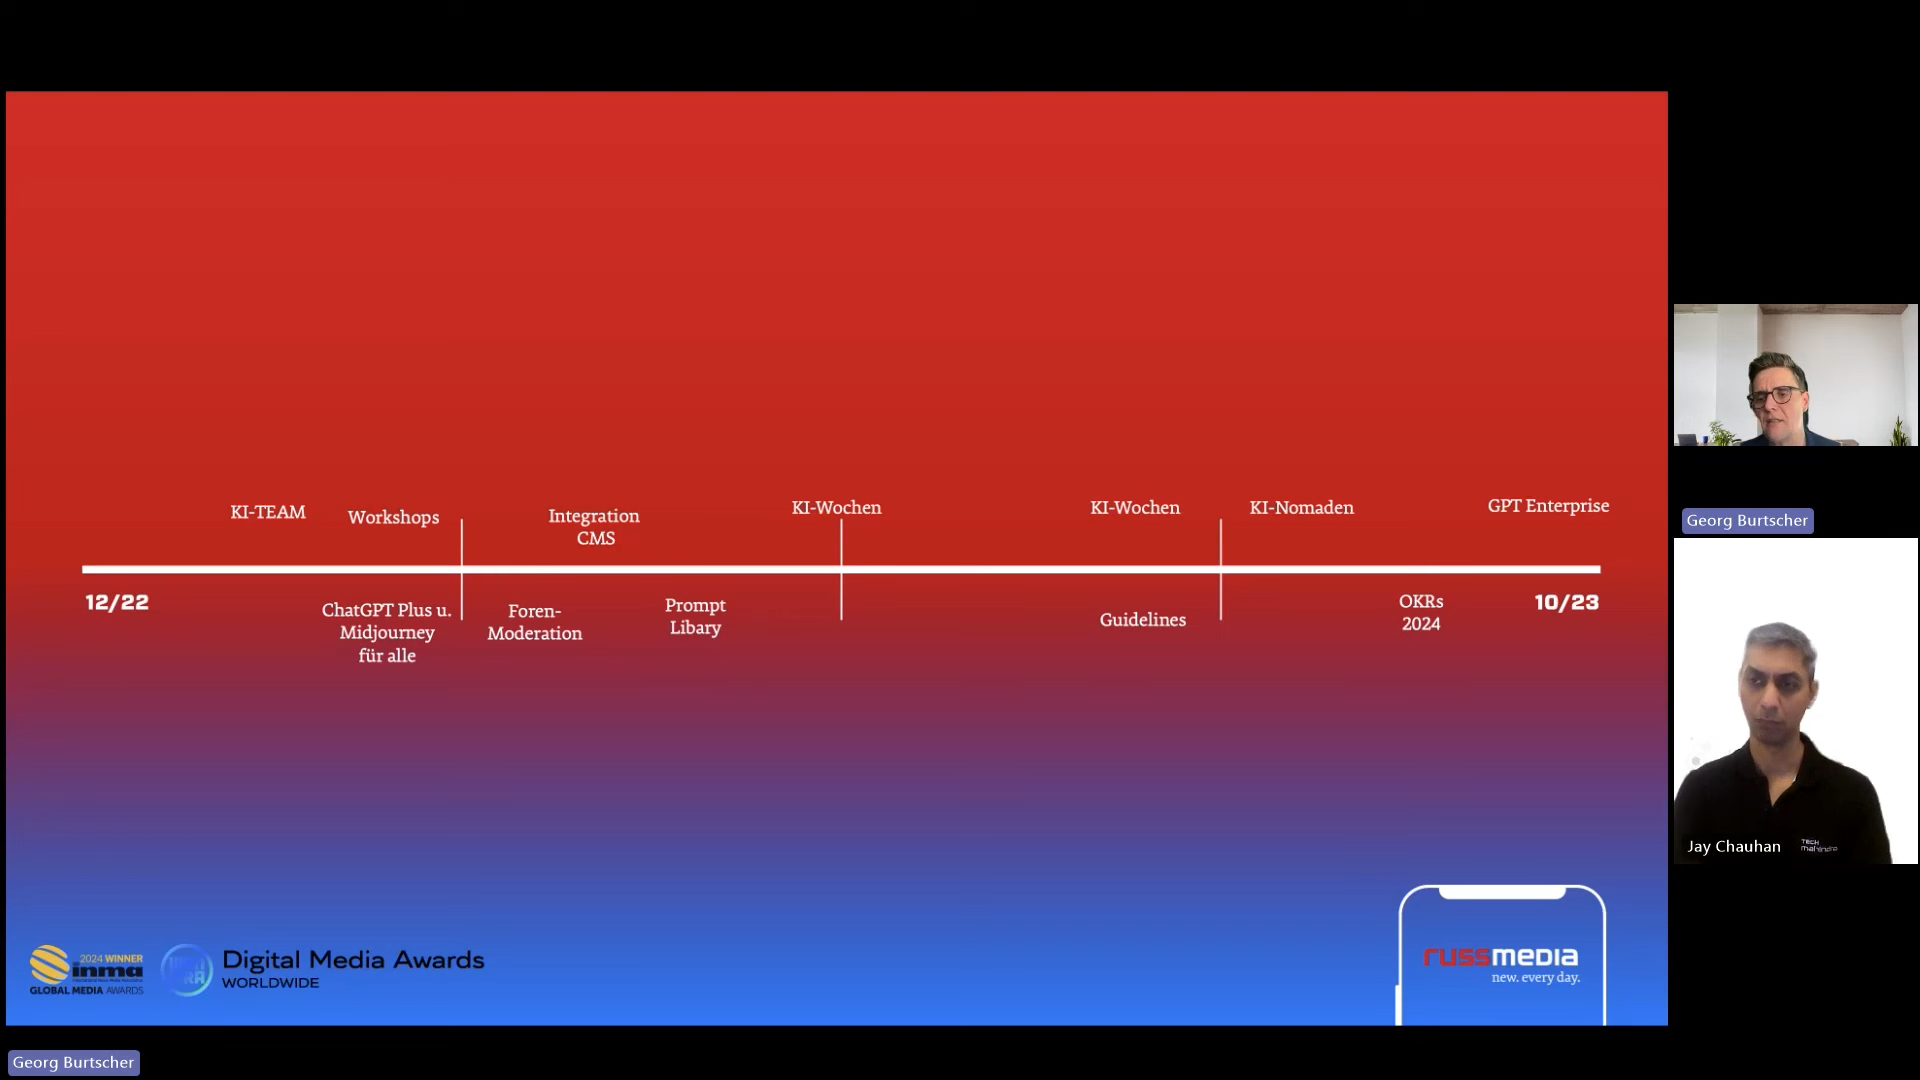 KI-TEAM
Workshops
Integration
CMS
KI-Wochen
KI-Wochen
KI-Nomaden
GPT Enterprise
12/22
ChatGPT Plus u.
Midjourney
für alle
Foren-
Moderation
Prompt
Libary
Guidelines
OKRs
2024
10/23
2024 WINNER
inma
GLOBAL MEDIA AWARDS
Digital Media Awards
WORLDWIDE
russmedia
new. every day.
Georg Burtscher
Georg Burtscher
Jay Chauhan
TECH
mahindra